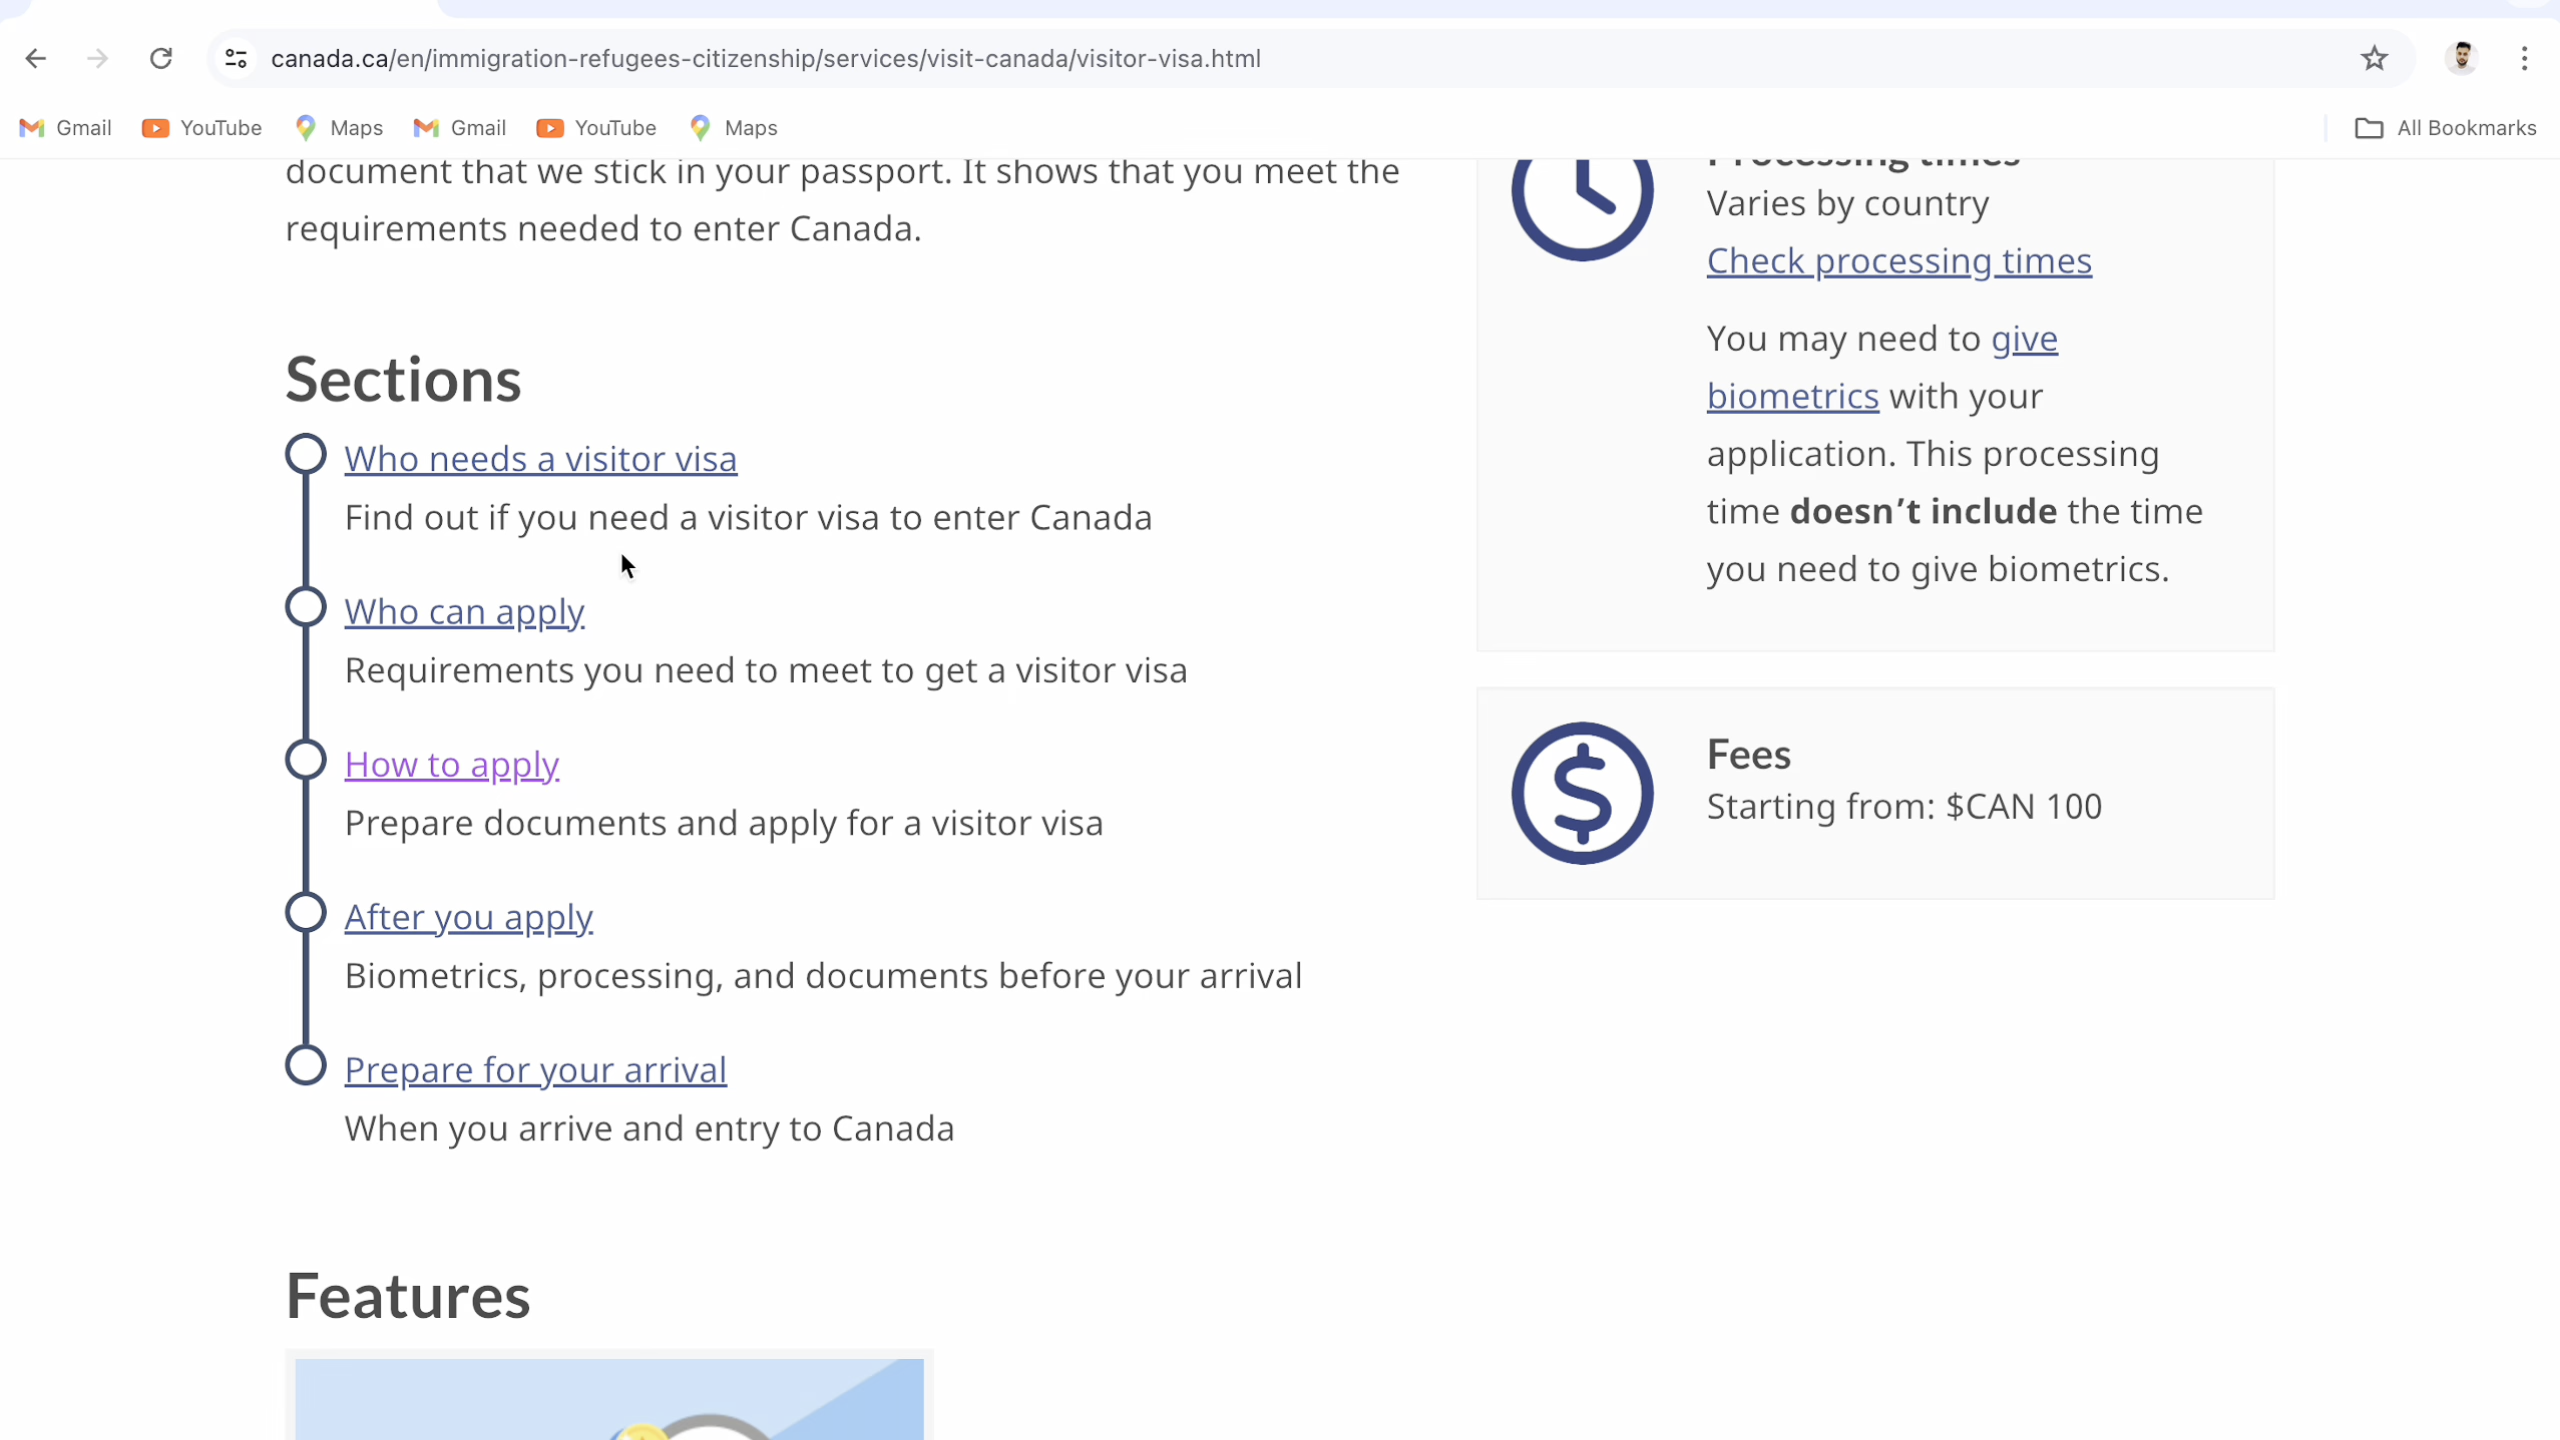 canada.ca/en/immigration-refugees-citizenship/services/visit-canada/visitor-visa.html
Gmail YouTube Maps Gmail YouTube Maps All Bookmarks
document that we stick in your passport. It shows that you meet the
requirements needed to enter Canada.
Sections
Who needs a visitor visa
Find out if you need a visitor visa to enter Canada
Who can apply
Requirements you need to meet to get a visitor visa
How to apply
Prepare documents and apply for a visitor visa
After you apply
Biometrics, processing, and documents before your arrival
Prepare for your arrival
When you arrive and entry to Canada
Features
Processing times
Varies by country
Check processing times
You may need to give
biometrics with your
application. This processing
time doesn’t include the time
you need to give biometrics.
Fees
Starting from: $CAN 100